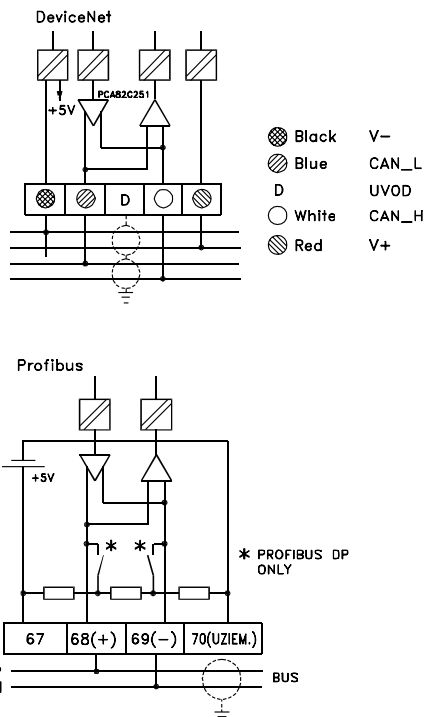 DeviceNet
PCA82C251
+5V
Black V-
Blue CAN_L
D UVOD
White CAN_H
Red V+
D
Profibus
+5V
* *
* PROFIBUS DP
ONLY
67 68(+) 69(-) 70(UZIEM.)
BUS